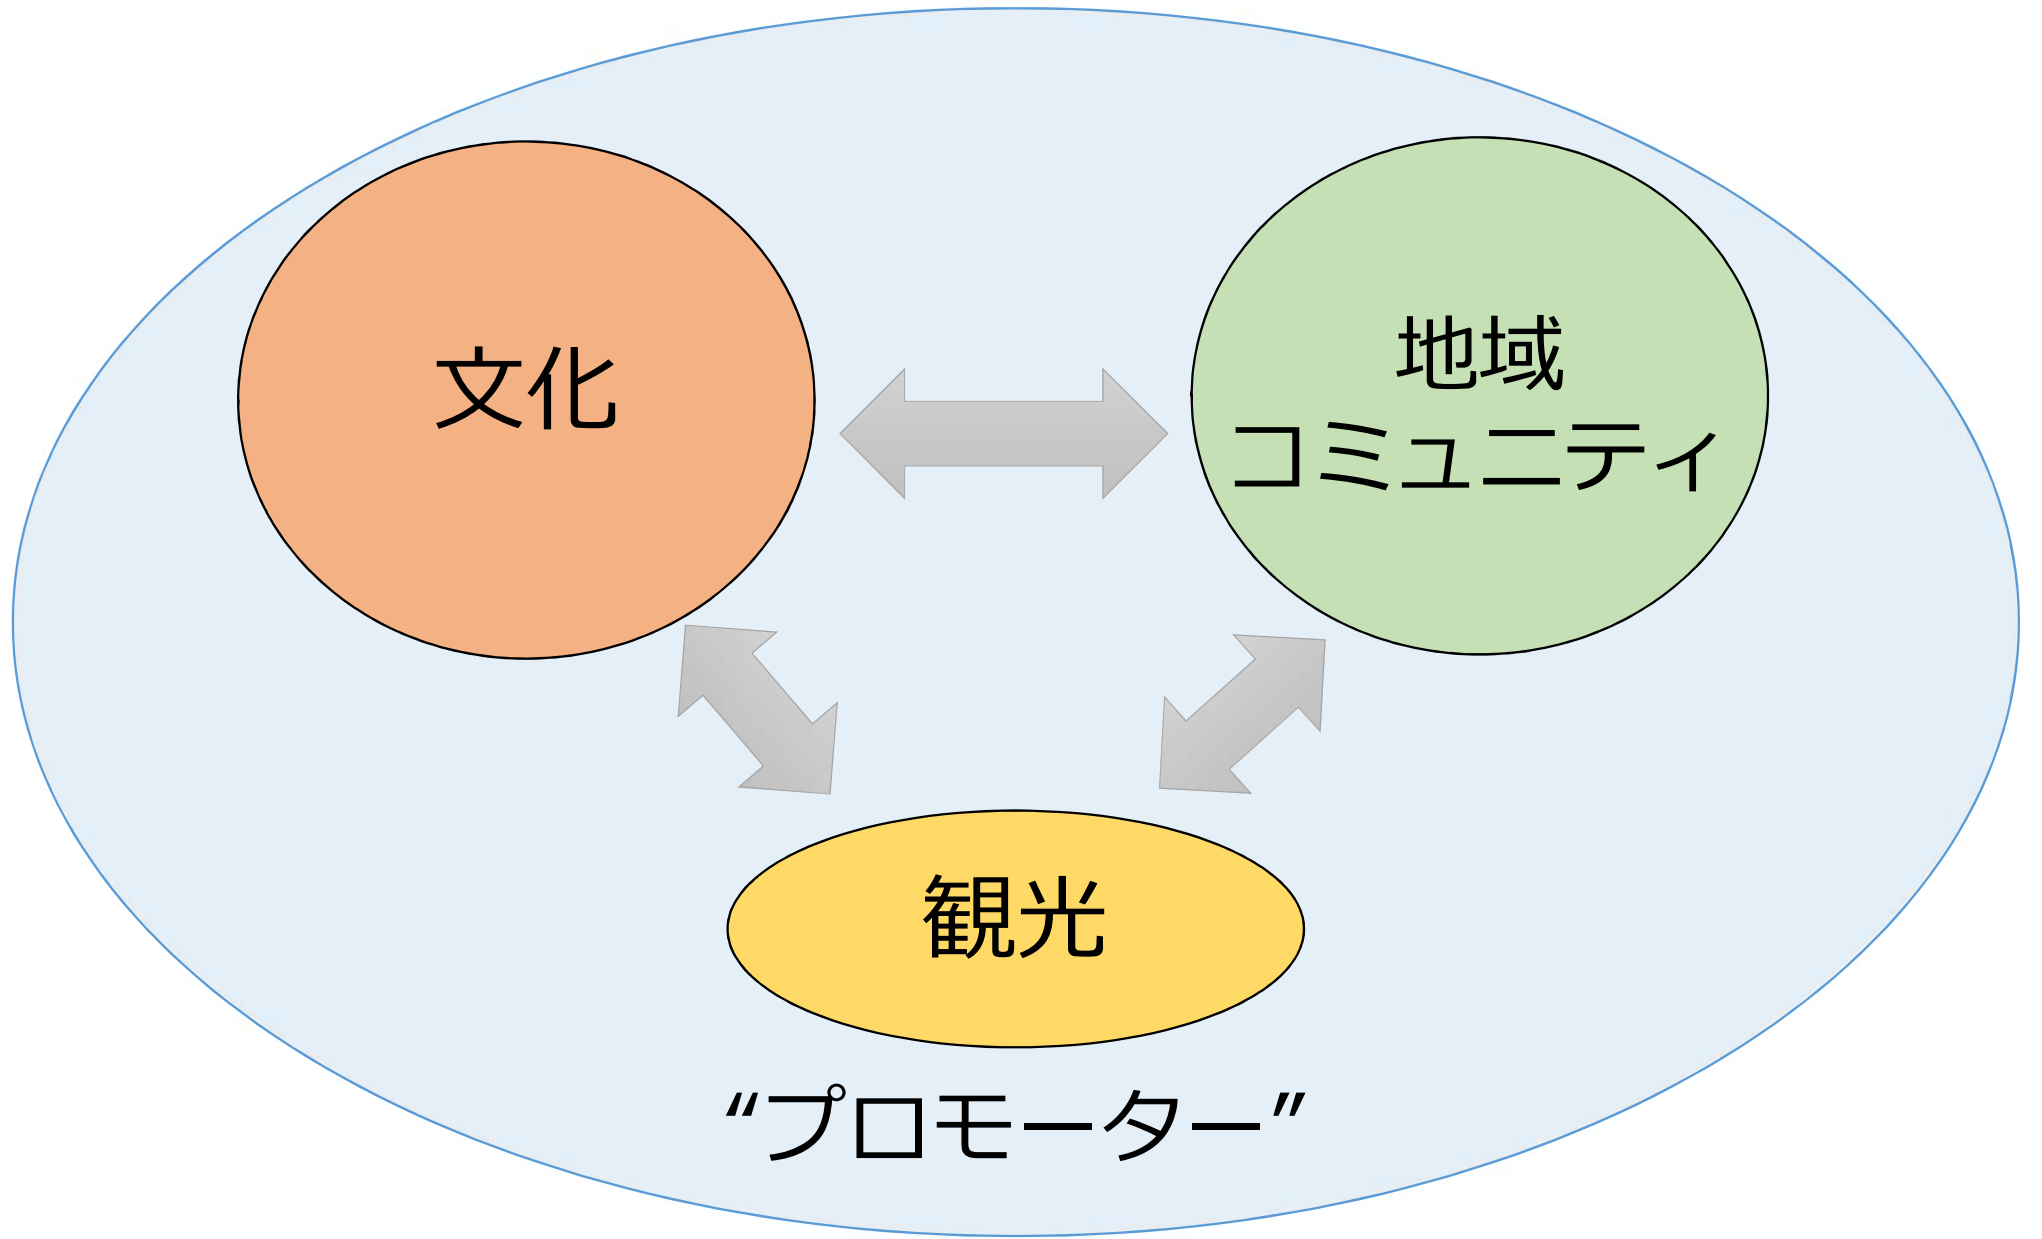 文化
地域
コミュニティ
観光
“プロモーター”